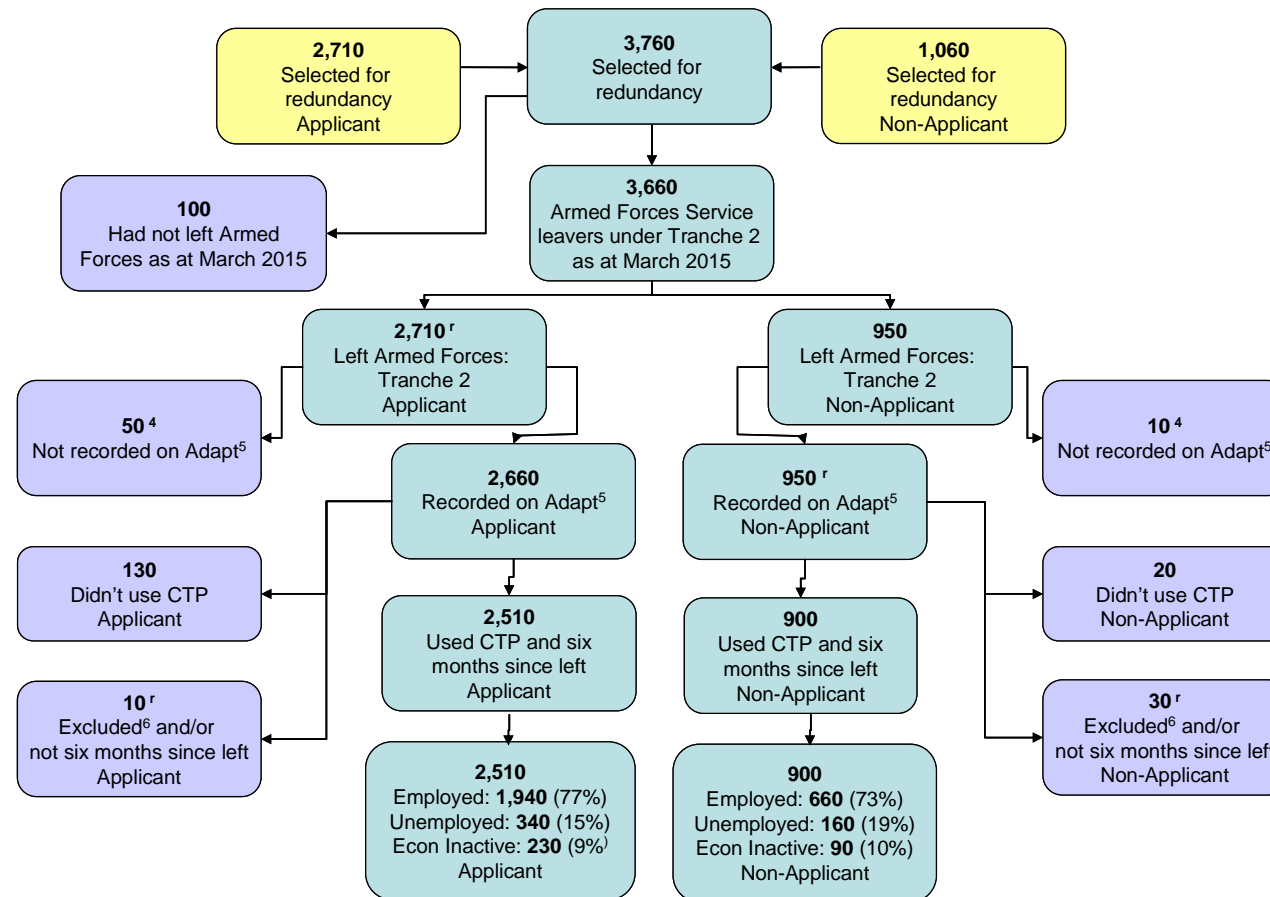 2,710
Selected for
redundancy
Applicant
3,760
Selected for
redundancy
1,060
Selected for
redundancy
Non-Applicant
100
Had not left Armed
Forces as at March 2015
3,660
Armed Forces Service
leavers under Tranche 2
as at March 2015
2,710 r
Left Armed Forces:
Tranche 2
Applicant
950
Left Armed Forces:
Tranche 2
Non-Applicant
50 4
Not recorded on Adapt5
10 4
Not recorded on Adapt5
2,660
Recorded on Adapt5
Applicant
950 r
Recorded on Adapt5
Non-Applicant
130
Didn't use CTP
Applicant
2,510
Used CTP and six
months since left
Applicant
900
Used CTP and six
months since left
Non-Applicant
20
Didn't use CTP
Non-Applicant
10 r
Excluded6 and/or
not six months since left
Applicant
30 r
Excluded6 and/or
not six months since left
Non-Applicant
2,510
Employed: 1,940 (77%)
Unemployed: 340 (15%)
Econ Inactive: 230 (9%)
Applicant
900
Employed: 660 (73%)
Unemployed: 160 (19%)
Econ Inactive: 90 (10%)
Non-Applicant